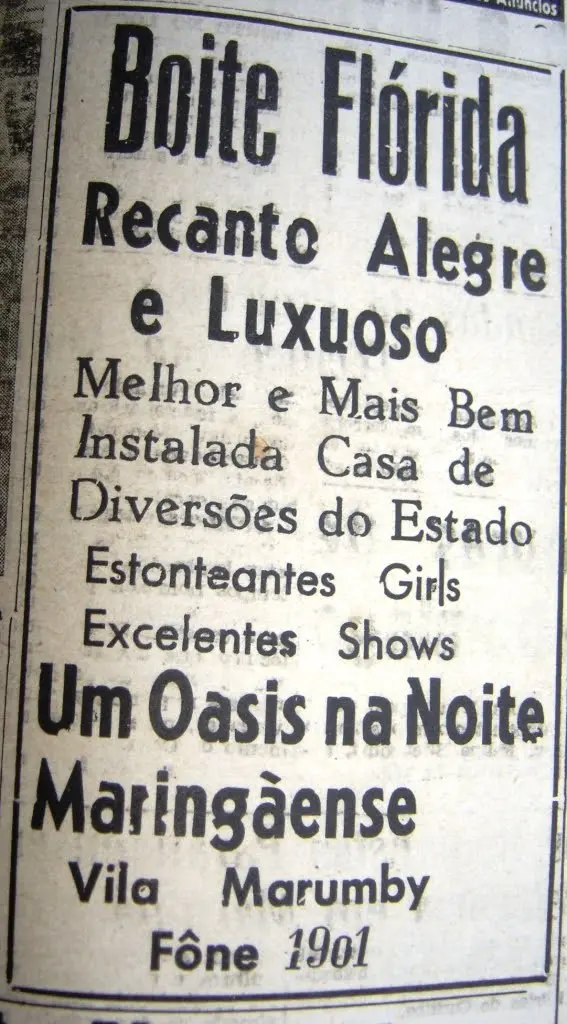 Anúncios
Boite Flórida
Recanto Alegre
e Luxuoso
Melhor e Mais Bem
Instalada Casa de
Diversões do Estado
Estonteantes Girls
Excelentes Shows
Um Oasis na Noite
Maringàense
Vila Marumby
Fône 1901